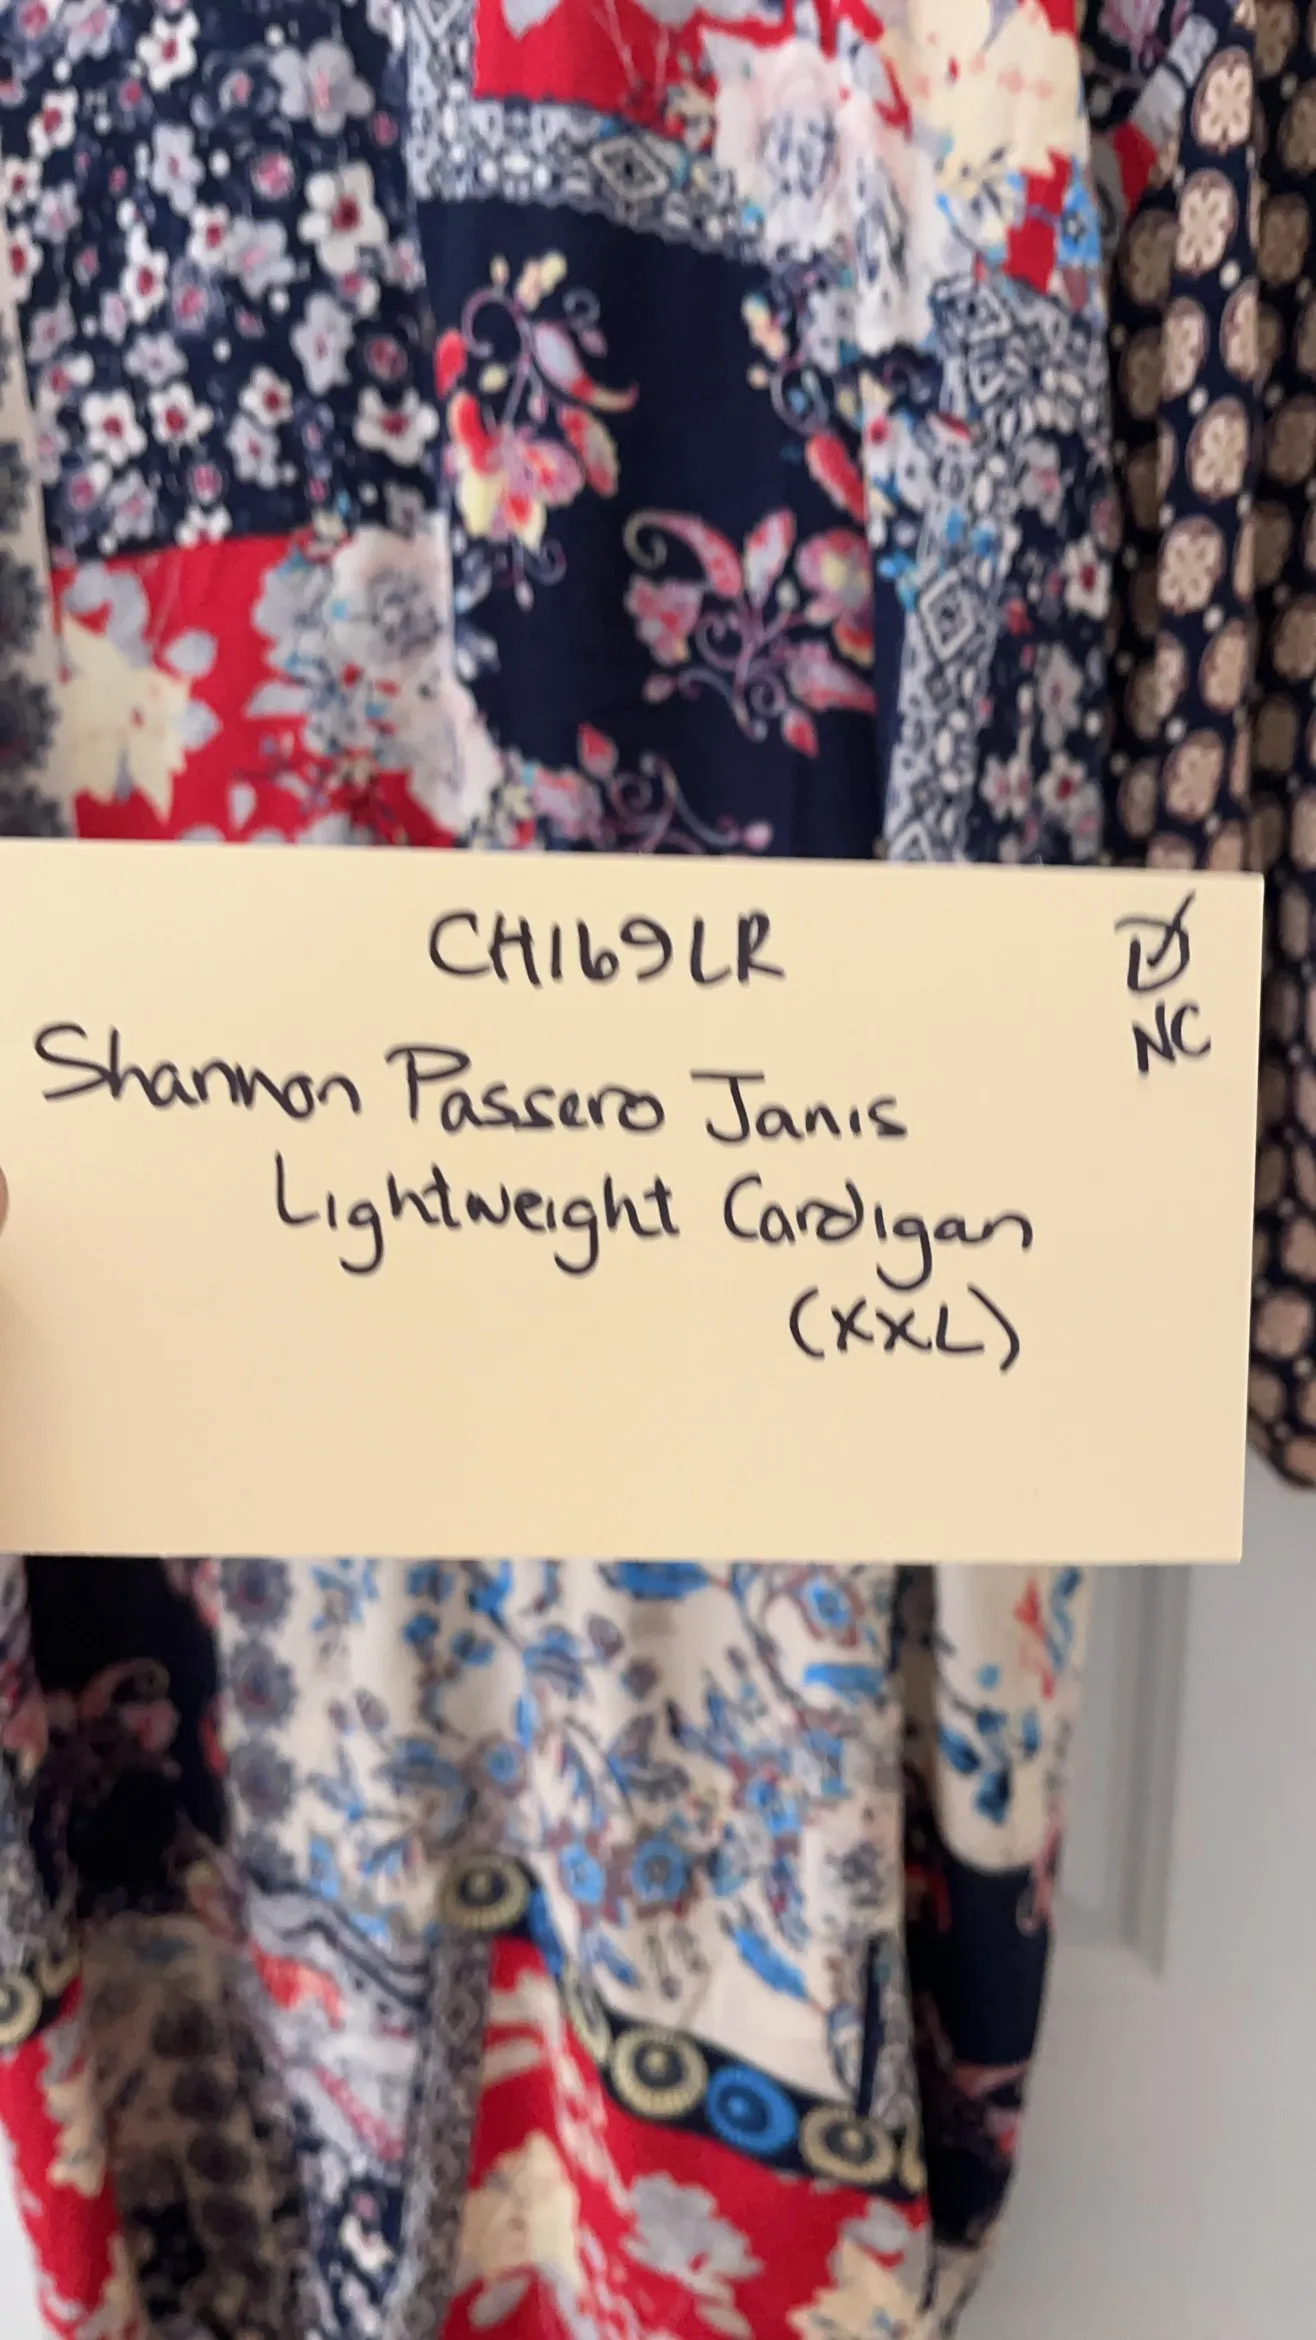 CH169LR
NC
Shannon Passero Janis
Lightweight Cardigan
(XXL)